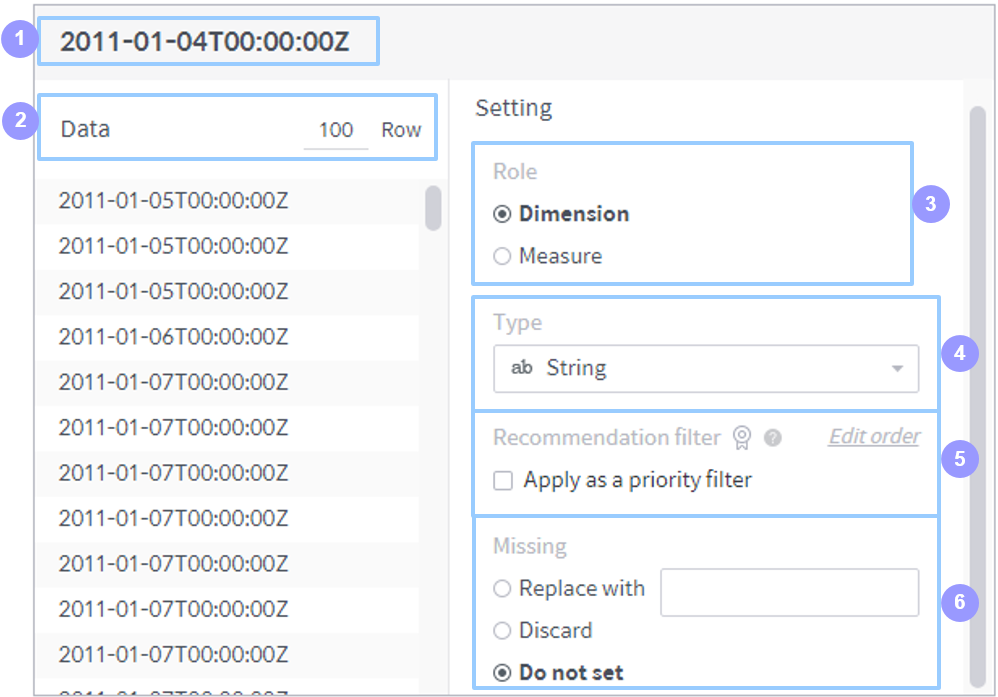 1
2011-01-04T00:00:00Z
2
Data 100 Row
2011-01-05T00:00:00Z
2011-01-05T00:00:00Z
2011-01-05T00:00:00Z
2011-01-06T00:00:00Z
2011-01-07T00:00:00Z
2011-01-07T00:00:00Z
2011-01-07T00:00:00Z
2011-01-07T00:00:00Z
2011-01-07T00:00:00Z
2011-01-07T00:00:00Z
2011-01-07T00:00:00Z
Setting
Role
Dimension
Measure
3
Type
ab String
4
Recommendation filter ? Edit order
Apply as a priority filter
5
Missing
Replace with
Discard
Do not set
6